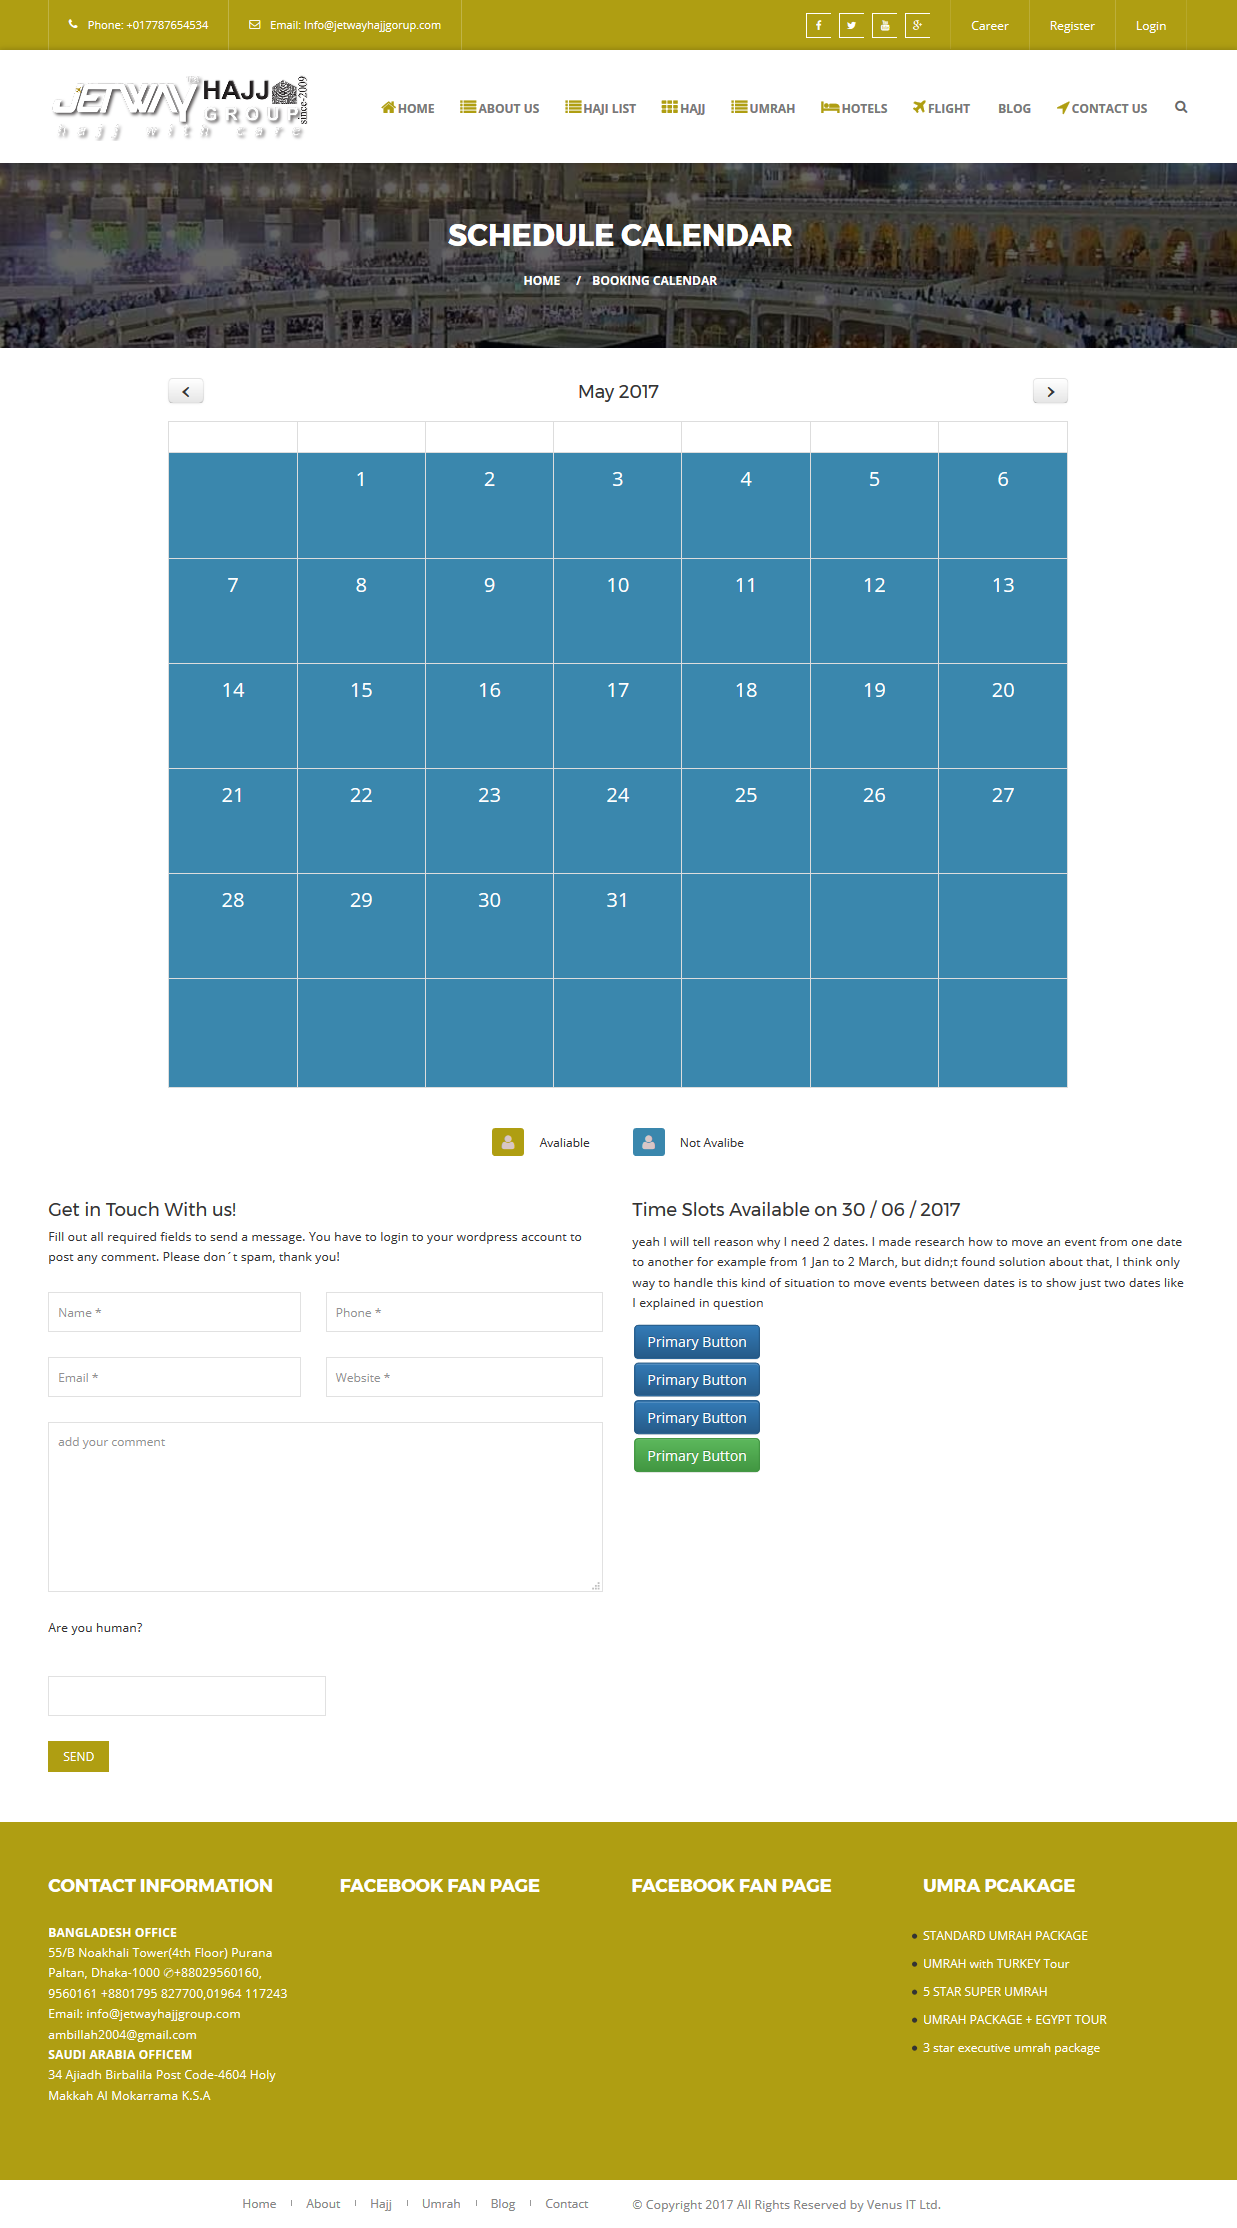 Phone: +017787654534 Email: Info@jetwayhajjgorup.com Career Register Login
JETWAY HAJJ GROUP since-2009
hajj with care
HOME ABOUT US HAJI LIST HAJJ UMRAH HOTELS FLIGHT BLOG CONTACT US
SCHEDULE CALENDAR
HOME / BOOKING CALENDAR
May 2017
1 2 3 4 5 6
7 8 9 10 11 12 13
14 15 16 17 18 19 20
21 22 23 24 25 26 27
28 29 30 31
Avaliable Not Avalibe
Get in Touch With us!
Fill out all required fields to send a message. You have to login to your wordpress account to
post any comment. Please don´t spam, thank you!
Name * Phone *
Email * Website *
add your comment
Are you human?
SEND
Time Slots Available on 30 / 06 / 2017
yeah I will tell reason why I need 2 dates. I made research how to move an event from one date
to another for example from 1 Jan to 2 March, but didn;t found solution about that, I think only
way to handle this kind of situation to move events between dates is to show just two dates like
I explained in question
Primary Button
Primary Button
Primary Button
Primary Button
CONTACT INFORMATION
BANGLADESH OFFICE
55/B Noakhali Tower(4th Floor) Purana
Paltan, Dhaka-1000 ✆+88029560160,
9560161 +8801795 827700,01964 117243
Email: info@jetwayhajjgroup.com
ambillah2004@gmail.com
SAUDI ARABIA OFFICEM
34 Ajiadh Birbalila Post Code-4604 Holy
Makkah Al Mokarrama K.S.A
FACEBOOK FAN PAGE
FACEBOOK FAN PAGE
UMRA PCAKAGE
STANDARD UMRAH PACKAGE
UMRAH with TURKEY Tour
5 STAR SUPER UMRAH
UMRAH PACKAGE + EGYPT TOUR
3 star executive umrah package
Home About Hajj Umrah Blog Contact © Copyright 2017 All Rights Reserved by Venus IT Ltd.